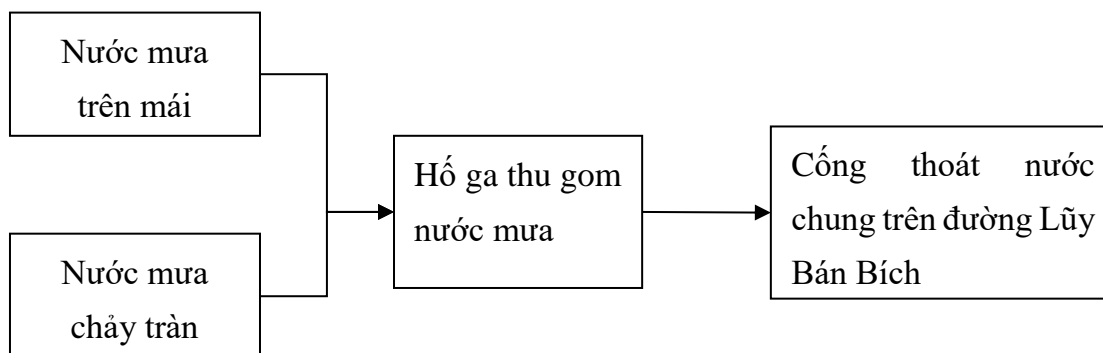 Nước mưa
trên mái
Hố ga thu gom
nước mưa
Cống thoát nước
chung trên đường Lũy
Bán Bích
Nước mưa
chảy tràn